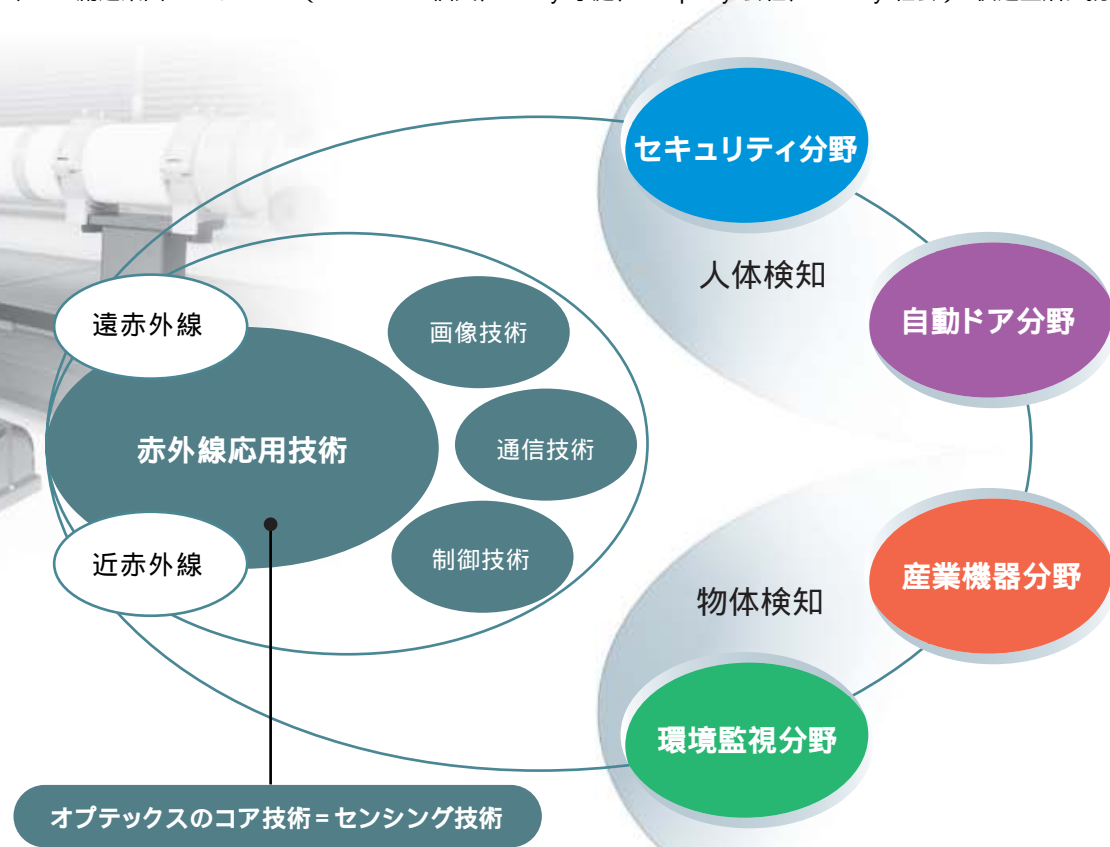 セキュリティ分野
人体検知
自動ドア分野
遠赤外線
画像技術
赤外線応用技術
通信技術
近赤外線
制御技術
産業機器分野
物体検知
環境監視分野
オプテックスのコア技術=センシング技術